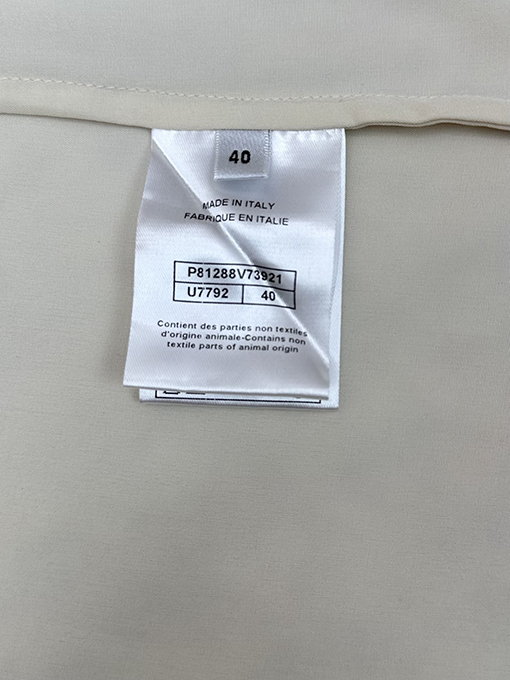 40
MADE IN ITALY
FABRIQUE EN ITALIE
P81288V73921
U7792 40
Contient des parties non textiles
d'origine animale-Contains non
textile parts of animal origin